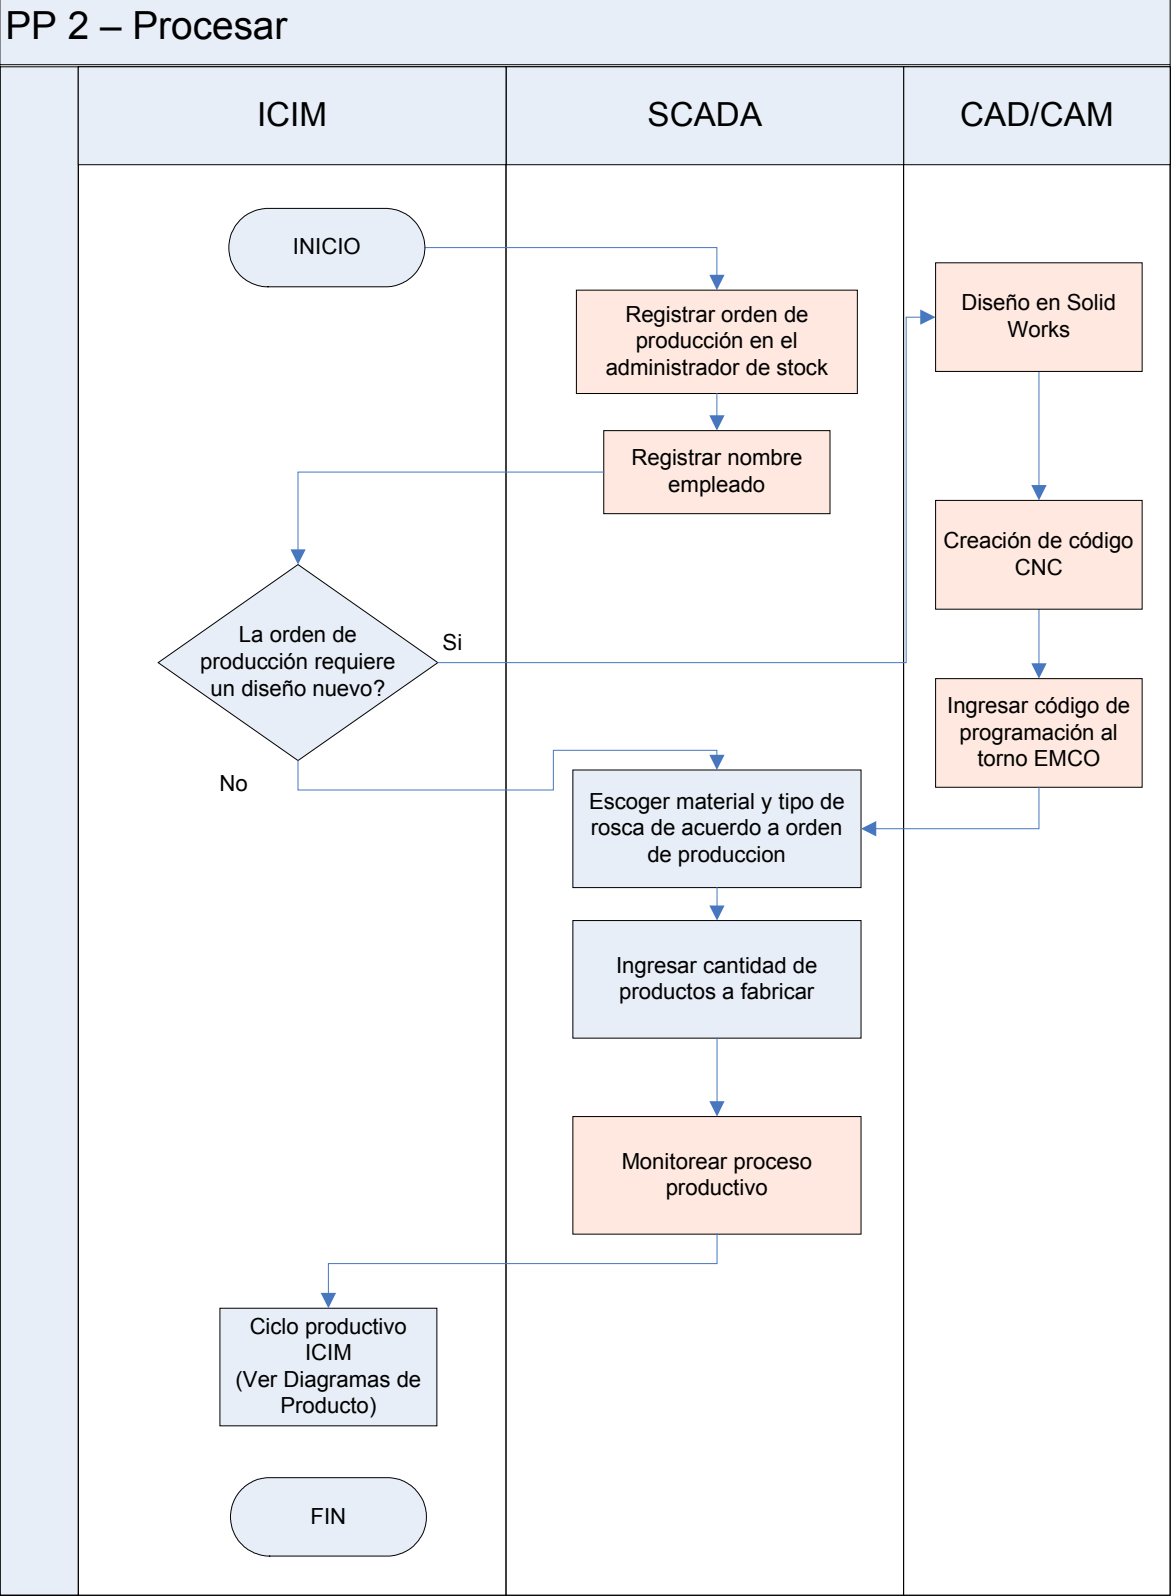 PP 2 – Procesar
ICIM
SCADA
CAD/CAM
INICIO
Registrar orden de
producción en el
administrador de stock
Diseño en Solid
Works
Registrar nombre
empleado
Creación de código
CNC
La orden de
producción requiere
un diseño nuevo?
Si
No
Ingresar código de
programación al
torno EMCO
Escoger material y tipo de
rosca de acuerdo a orden
de produccion
Ingresar cantidad de
productos a fabricar
Monitorear proceso
productivo
Ciclo productivo
ICIM
(Ver Diagramas de
Producto)
FIN